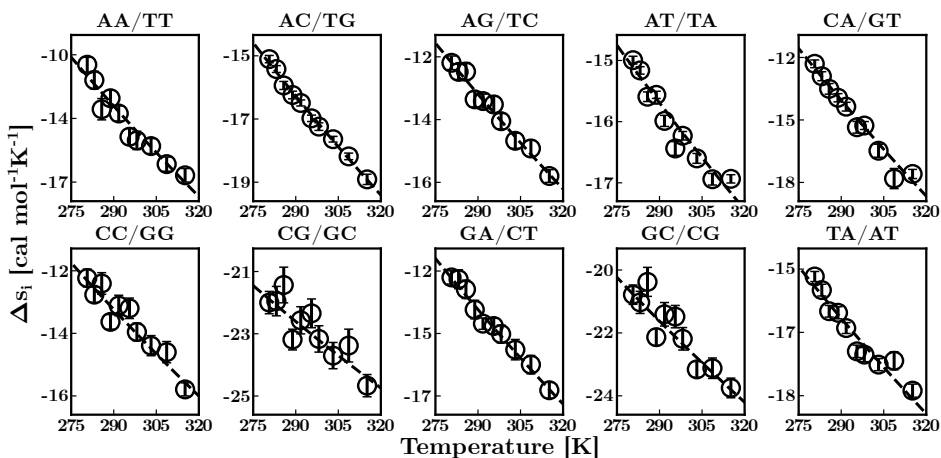 AA/TT AC/TG AG/TC AT/TA CA/GT
-10 -14 -17
-15 -17 -19
-12 -14 -16
-15 -16 -17
-12 -15 -18
275 290 305 320 275 290 305 320 275 290 305 320 275 290 305 320 275 290 305 320
Δsᵢ [cal mol⁻¹K⁻¹]
CC/GG CG/GC GA/CT GC/CG TA/AT
-12 -14 -16
-21 -23 -25
-12 -15 -17
-20 -22 -24
-15 -17 -18
275 290 305 320 275 290 305 320 275 290 305 320 275 290 305 320 275 290 305 320
Temperature [K]